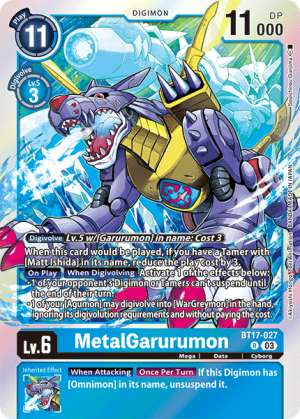 DIGIMON
Play
11
11000
DP
Digivolve
Lv.5
3
Digivolve Lv.5 w/[Garurumon] in name: Cost 3
When this card would be played, if you have a Tamer with
[Matt Ishida] in its name, reduce the play cost by 3.
On Play When Digivolving Activate 1 of the effects below:
･1 of your opponent's Digimon or Tamers can't suspend until
the end of their turn.
･1 of your [Agumon] may digivolve into [WarGreymon] in the hand,
ignoring its digivolution requirements and without paying the cost.
BT17-027
Lv.6
MetalGarurumon
R 03
Mega
Data
Cyborg
Inherited Effect
When Attacking Once Per Turn If this Digimon has
[Omnimon] in its name, unsuspend it.